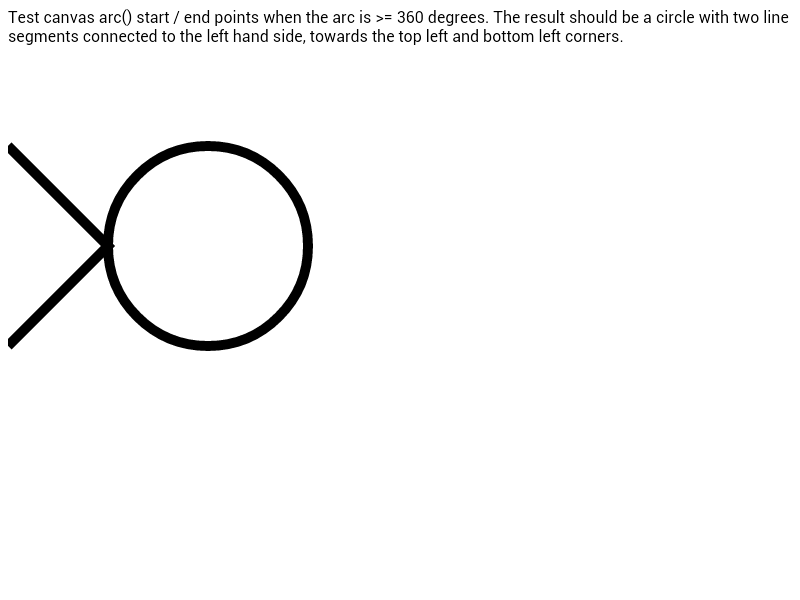 Test canvas arc() start / end points when the arc is >= 360 degrees. The result should be a circle with two line
segments connected to the left hand side, towards the top left and bottom left corners.